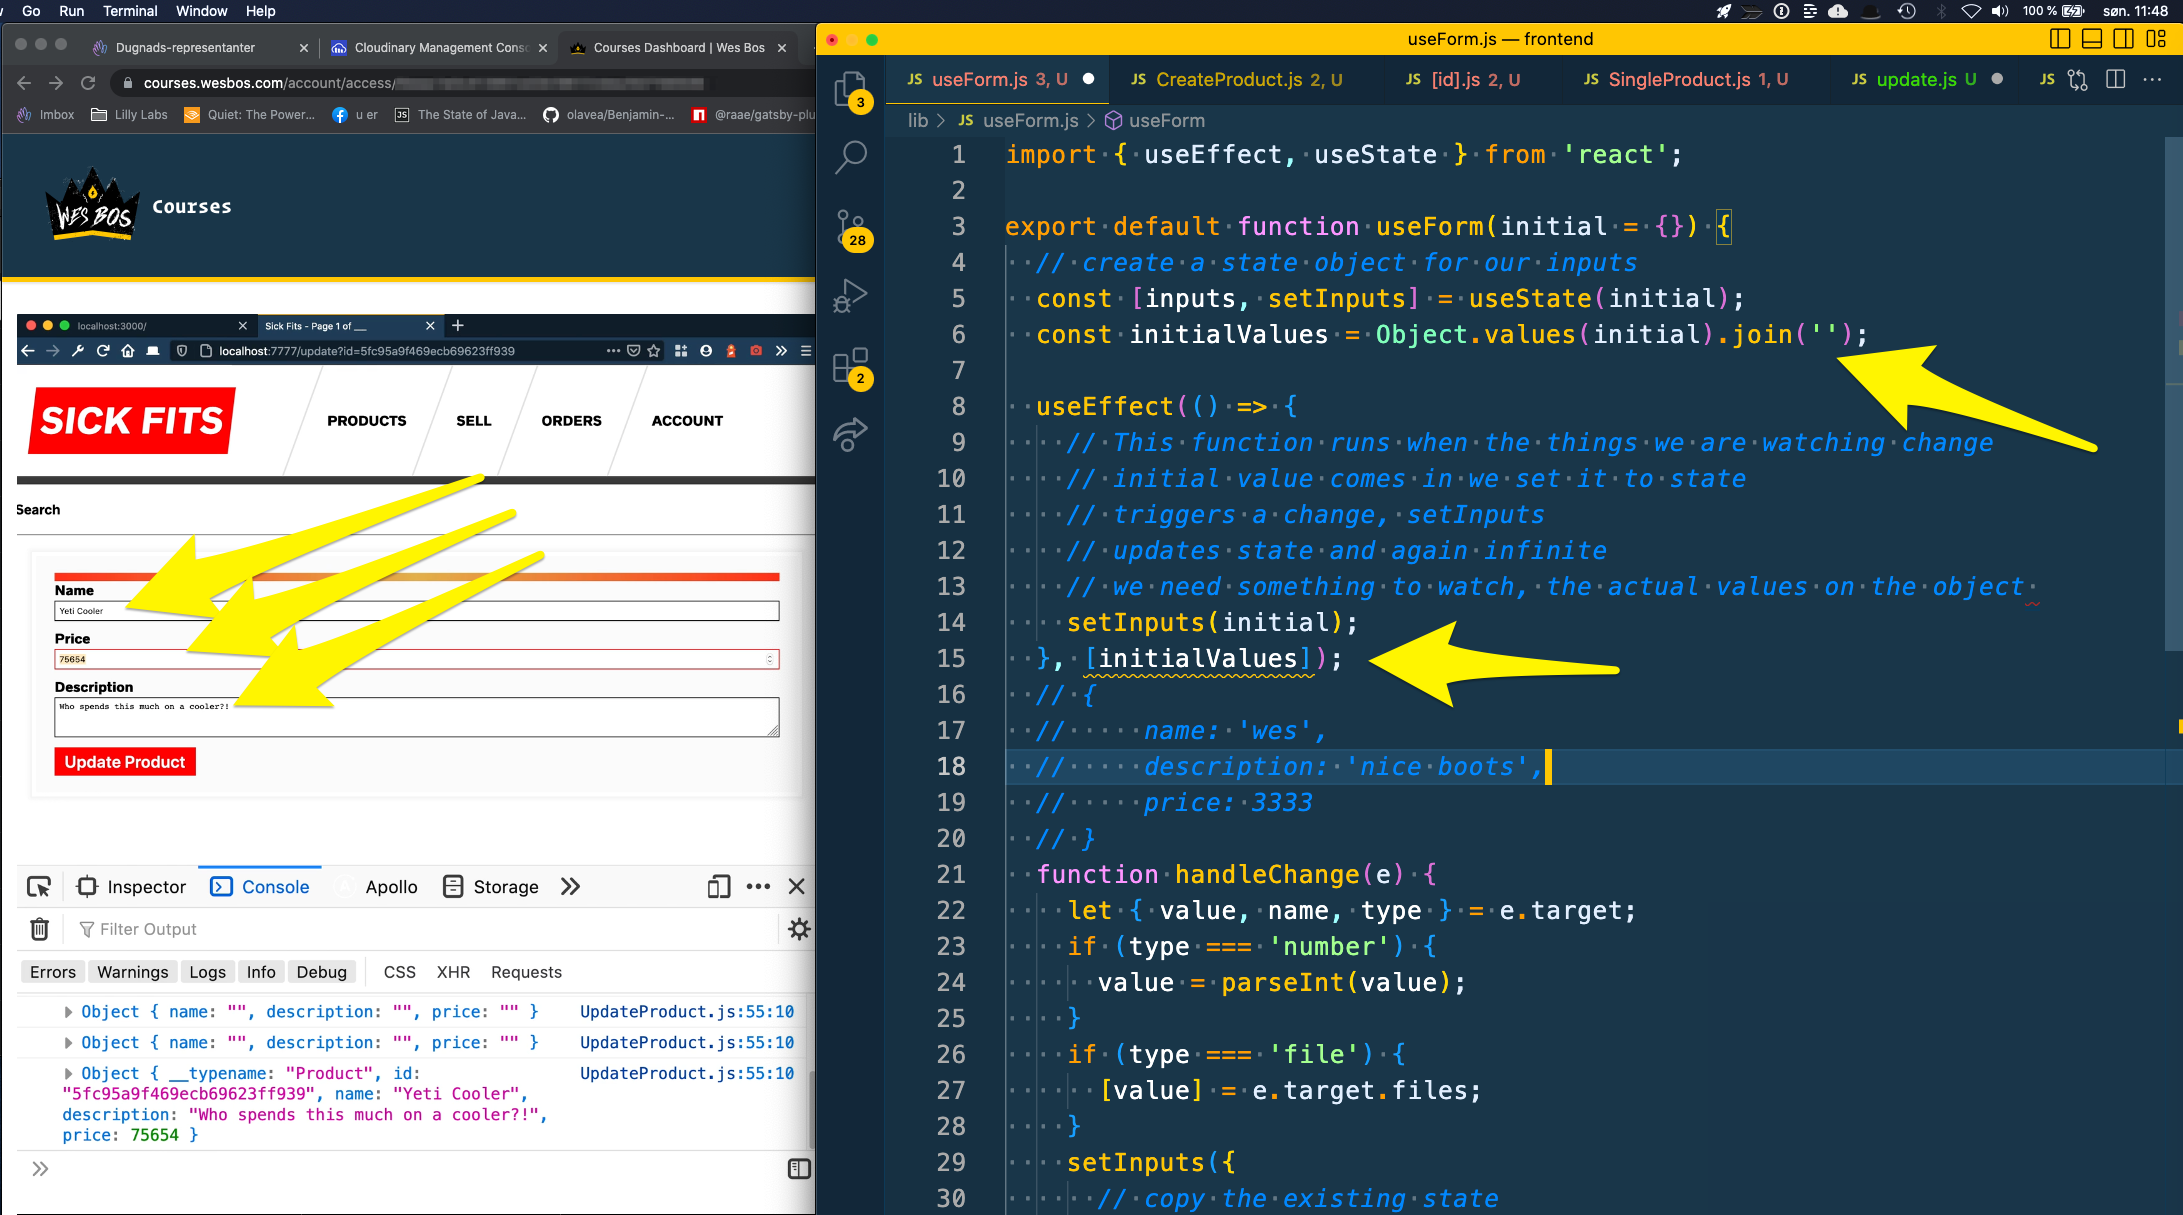 Go Run Terminal Window Help 100 % søn. 11:48
Dugnads-representanter Cloudinary Management Cons Courses Dashboard | Wes Bos
courses.wesbos.com/account/access/
Imbox Lilly Labs Quiet: The Power... u er JS The State of Java... olavea/Benjamin-... @raae/gatsby-plu
WES BOS Courses
localhost:3000/ Sick Fits - Page 1 of __
localhost:7777/update?id=5fc95a9f469ecb69623ff939
SICK FITS PRODUCTS SELL ORDERS ACCOUNT
Search
Name
Yeti Cooler
Price
75654
Description
Who spends this much on a cooler?!
Update Product
Inspector Console Apollo Storage
Filter Output
Errors Warnings Logs Info Debug CSS XHR Requests
Object { name: "", description: "", price: "" } UpdateProduct.js:55:10
Object { name: "", description: "", price: "" } UpdateProduct.js:55:10
Object { __typename: "Product", id: UpdateProduct.js:55:10
"5fc95a9f469ecb69623ff939", name: "Yeti Cooler",
description: "Who spends this much on a cooler?!",
price: 75654 }
useForm.js — frontend
3
28
2
JS useForm.js 3, U JS CreateProduct.js 2, U JS [id].js 2, U JS SingleProduct.js 1, U JS update.js U JS
lib > JS useForm.js > useForm
1 import { useEffect, useState } from 'react';
2
3 export default function useForm(initial = {}) {
4 // create a state object for our inputs
5 const [inputs, setInputs] = useState(initial);
6 const initialValues = Object.values(initial).join('');
7
8 useEffect(() => {
9 // This function runs when the things we are watching change
10 // initial value comes in we set it to state
11 // triggers a change, setInputs
12 // updates state and again infinite
13 // we need something to watch, the actual values on the object
14 setInputs(initial);
15 }, [initialValues]);
16 // {
17 // name: 'wes',
18 // description: 'nice boots',
19 // price: 3333
20 // }
21 function handleChange(e) {
22 let { value, name, type } = e.target;
23 if (type === 'number') {
24 value = parseInt(value);
25 }
26 if (type === 'file') {
27 [value] = e.target.files;
28 }
29 setInputs({
30 // copy the existing state